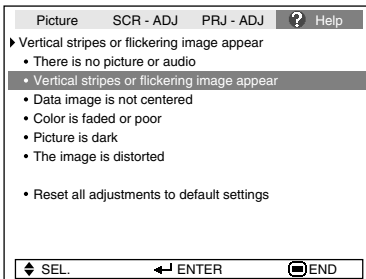 Picture SCR - ADJ PRJ - ADJ ? Help
Vertical stripes or flickering image appear
• There is no picture or audio
• Vertical stripes or flickering image appear
• Data image is not centered
• Color is faded or poor
• Picture is dark
• The image is distorted
• Reset all adjustments to default settings
SEL. ENTER END